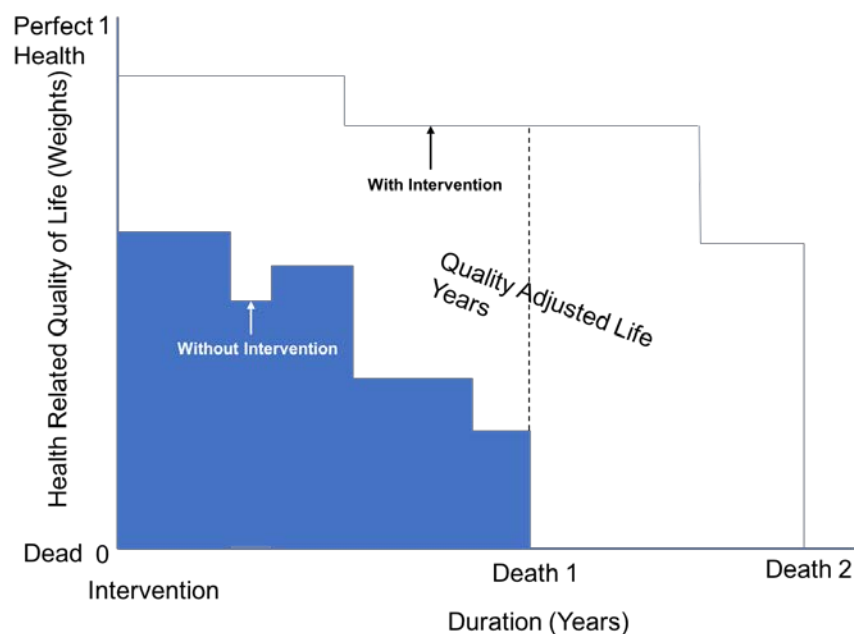 Perfect 1
Health
Health Related Quality of Life (Weights)
With Intervention
Quality Adjusted Life
Years
Without Intervention
Dead 0
Intervention
Death 1
Death 2
Duration (Years)